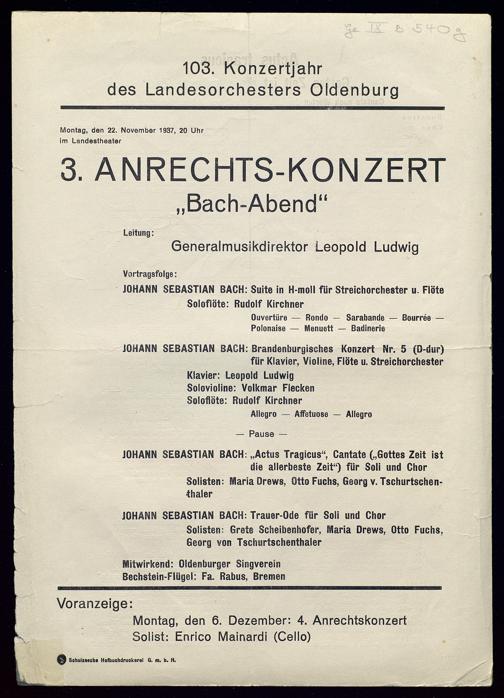 Ge IX B 540 g
103. Konzertjahr
des Landesorchesters Oldenburg
Montag, den 22. November 1937, 20 Uhr
im Landestheater
3. ANRECHTS-KONZERT
„Bach-Abend“
Leitung:
Generalmusikdirektor Leopold Ludwig
Vortragsfolge:
JOHANN SEBASTIAN BACH: Suite in H-moll für Streichorchester u. Flöte
Soloflöte: Rudolf Kirchner
Ouvertüre — Rondo — Sarabande — Bourrée —
Polonaise — Menuett — Badinerie
JOHANN SEBASTIAN BACH: Brandenburgisches Konzert Nr. 5 (D-dur)
für Klavier, Violine, Flöte u. Streichorchester
Klavier: Leopold Ludwig
Solovioline: Volkmar Flecken
Soloflöte: Rudolf Kirchner
Allegro — Affetuose — Allegro
— Pause —
JOHANN SEBASTIAN BACH: „Actus Tragicus“, Cantate („Gottes Zeit ist
die allerbeste Zeit“) für Soli und Chor
Solisten: Maria Drews, Otto Fuchs, Georg v. Tschurtschen-
thaler
JOHANN SEBASTIAN BACH: Trauer-Ode für Soli und Chor
Solisten: Grete Scheibenhofer, Maria Drews, Otto Fuchs,
Georg von Tschurtschenthaler
Mitwirkend: Oldenburger Singverein
Bechstein-Flügel: Fa. Rabus, Bremen
Voranzeige:
Montag, den 6. Dezember: 4. Anrechtskonzert
Solist: Enrico Mainardi (Cello)
Schulzesche Hofbuchdruckerei G. m. b. H.